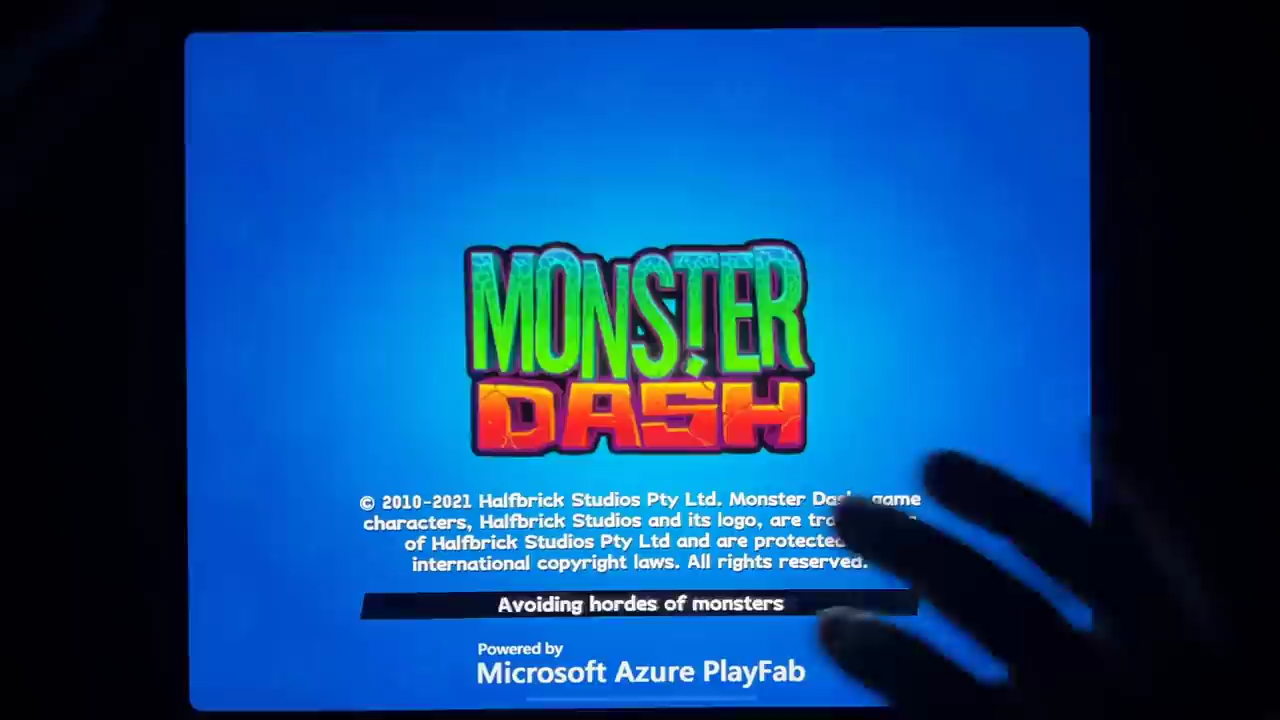 MONSTER
DASH
© 2010-2021 Halfbrick Studios Pty Ltd. Monster Dash, game
characters, Halfbrick Studios and its logo, are
of Halfbrick Studios Pty Ltd and are protected
international copyright laws. All rights reserved.
Avoiding hordes of monsters
Powered by
Microsoft Azure PlayFab